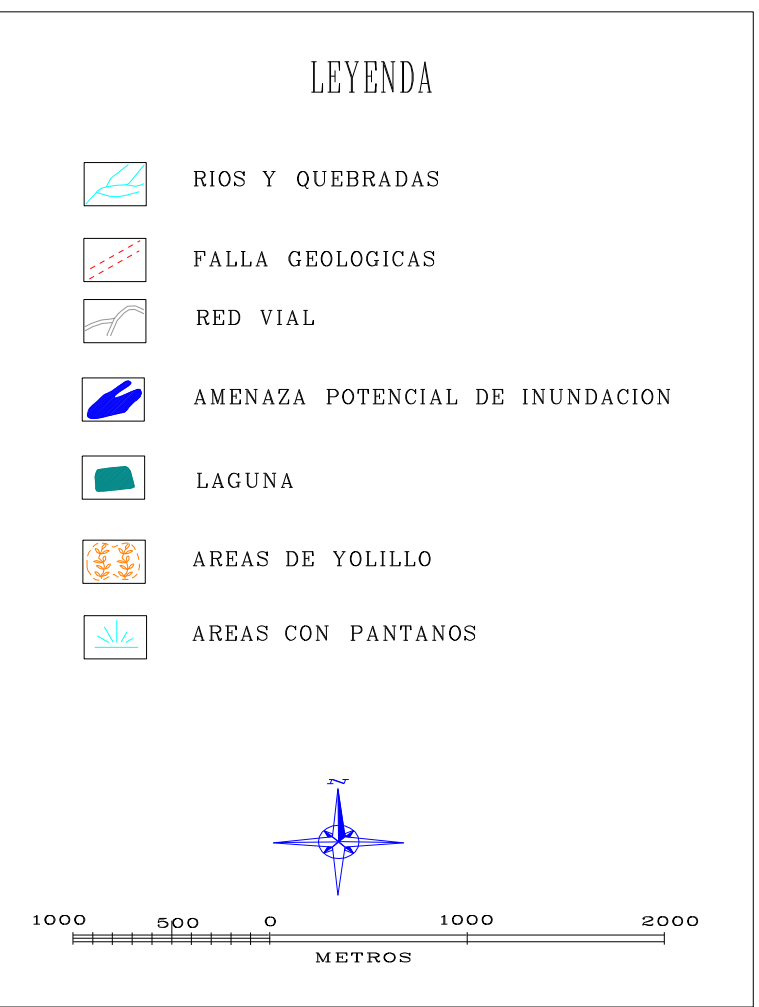 LEYENDA
RIOS Y QUEBRADAS
FALLA GEOLOGICAS
RED VIAL
AMENAZA POTENCIAL DE INUNDACION
LAGUNA
AREAS DE YOLILLO
AREAS CON PANTANOS
N
1000 500 0 1000 2000
METROS